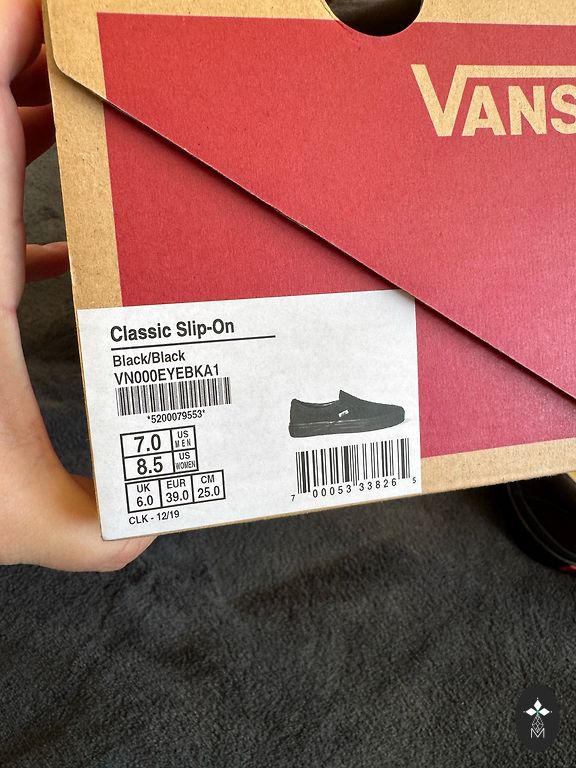 VANS
Classic Slip-On
Black/Black
VN000EYEBKA1
*5200079553*
7.0 US MEN
8.5 US WOMEN
UK EUR CM
6.0 39.0 25.0
CLK - 12/19
7 00053 33826 5
M